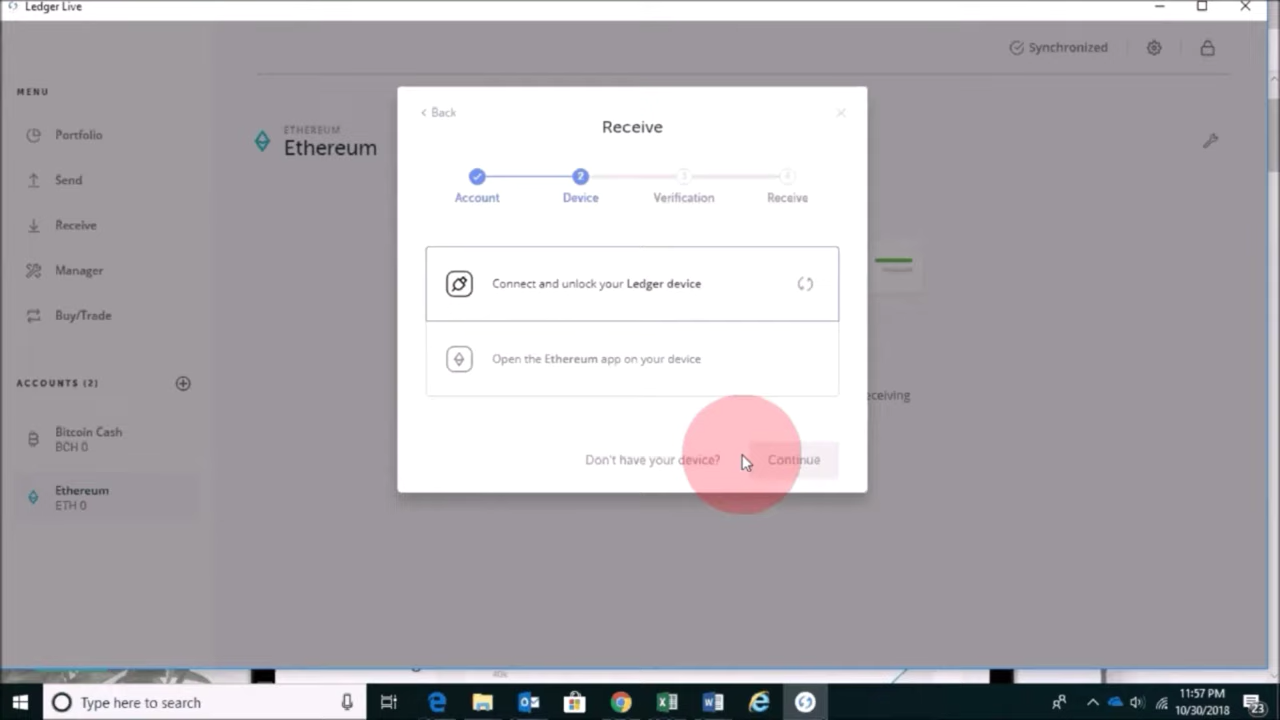 Ledger Live
Synchronized
MENU
Portfolio
Send
Receive
Manager
Buy/Trade
ACCOUNTS (2)
Bitcoin Cash
BCH 0
Ethereum
ETH 0
ETHEREUM
Ethereum
Back
Receive
2
3
4
Account
Device
Verification
Receive
Connect and unlock your Ledger device
Open the Ethereum app on your device
eceiving
Don't have your device?
Continue
Type here to search
11:57 PM
10/30/2018
23